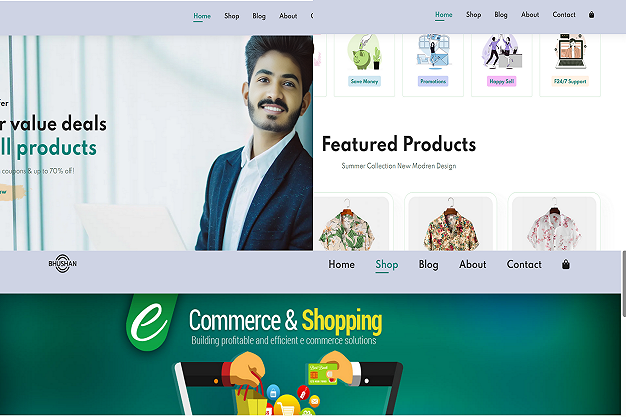 Home Shop Blog About
fer
r value deals
ll products
coupons & up to 70% off!
Home Shop Blog About Contact
Save Money Promotions Happy Sell F24/7 Support
Featured Products
Summer Collection New Modren Design
BHUSHAN
Home Shop Blog About Contact
e
Commerce & Shopping
Building profitable and efficient e commerce solutions